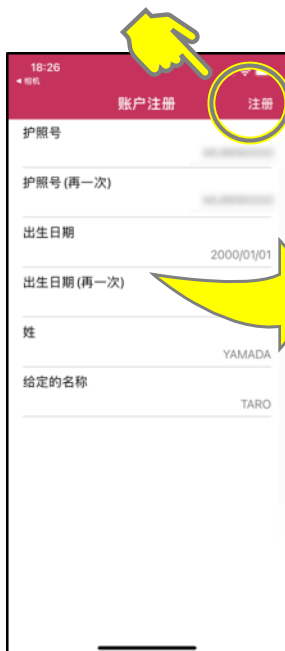 18:26
◀ 相机
账户注册 注册
护照号
护照号(再一次)
出生日期
2000/01/01
出生日期(再一次)
姓
YAMADA
给定的名称
TARO